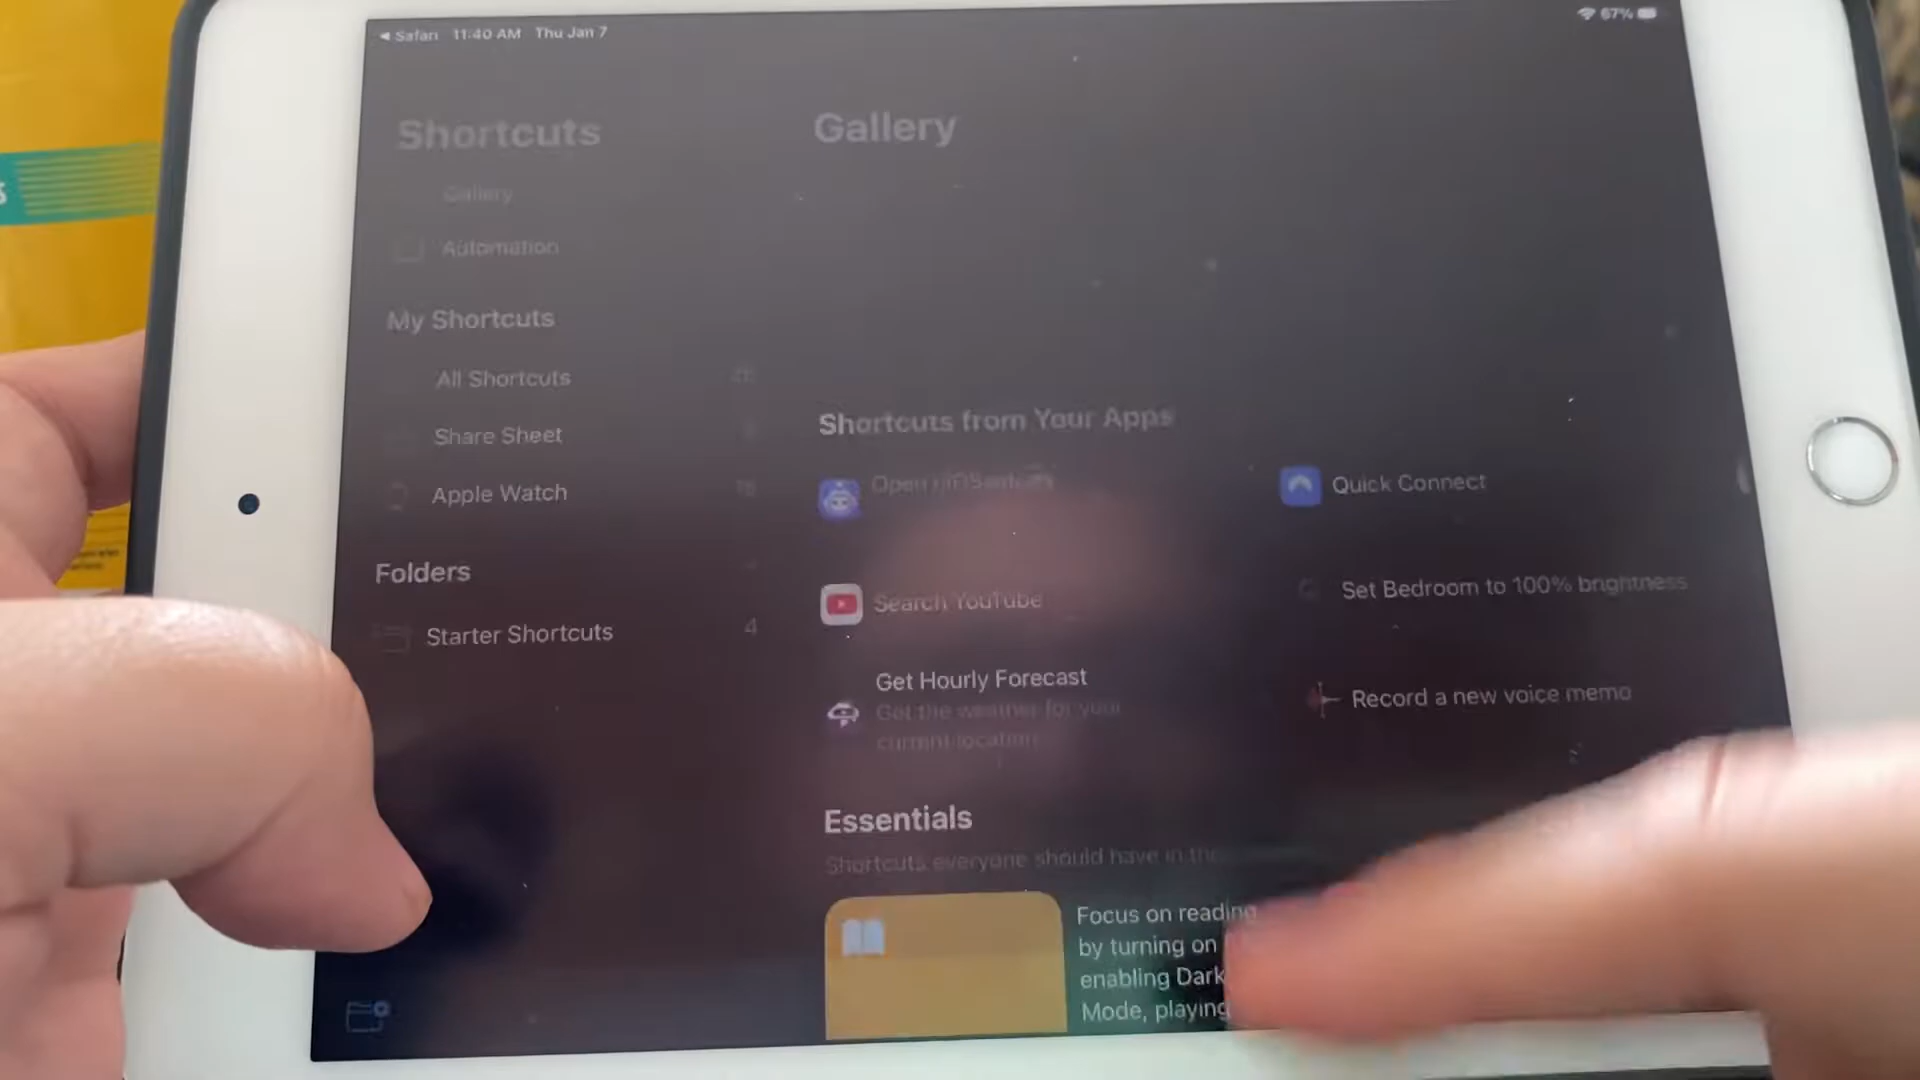 Safari 11:40 AM Thu Jan 7
67%
Shortcuts
Gallery
Automation
My Shortcuts
All Shortcuts
Share Sheet
Apple Watch
Folders
Starter Shortcuts 4
Gallery
Shortcuts from Your Apps
Open
Quick Connect
Search YouTube
Set Bedroom to 100% brightness
Get Hourly Forecast
Get the weather for your
current location
Record a new voice memo
Essentials
Shortcuts everyone should have in
Focus on reading
by turning on
enabling Dark
Mode, playing